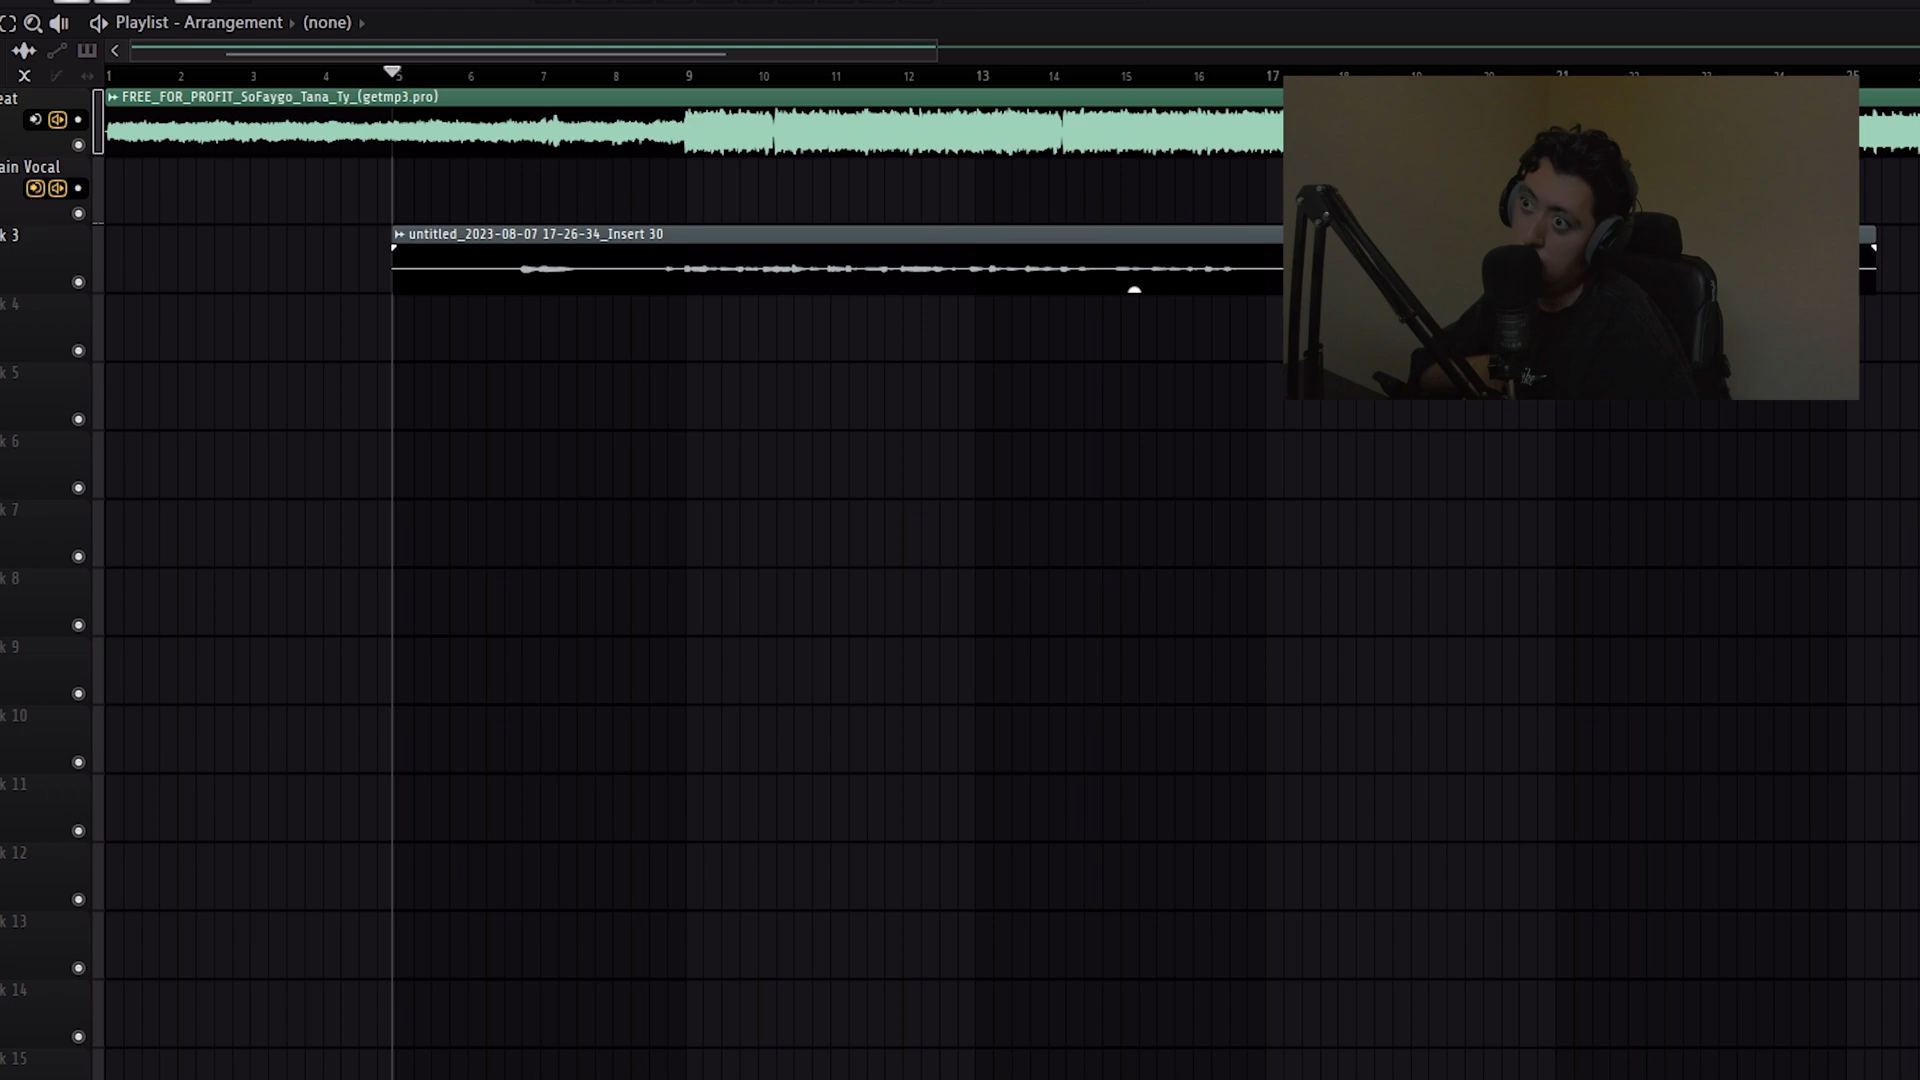 Playlist - Arrangement › (none) ›
1 2 3 4 5 6 7 8 9 10 11 12 13 14 15 16 17
eat
FREE_FOR_PROFIT_SoFaygo_Tana_Ty_(getmp3.pro)
ain Vocal
k 3
untitled_2023-08-07 17-26-34_Insert 30
k 4
k 5
k 6
k 7
k 8
k 9
k 10
k 11
k 12
k 13
k 14
k 15